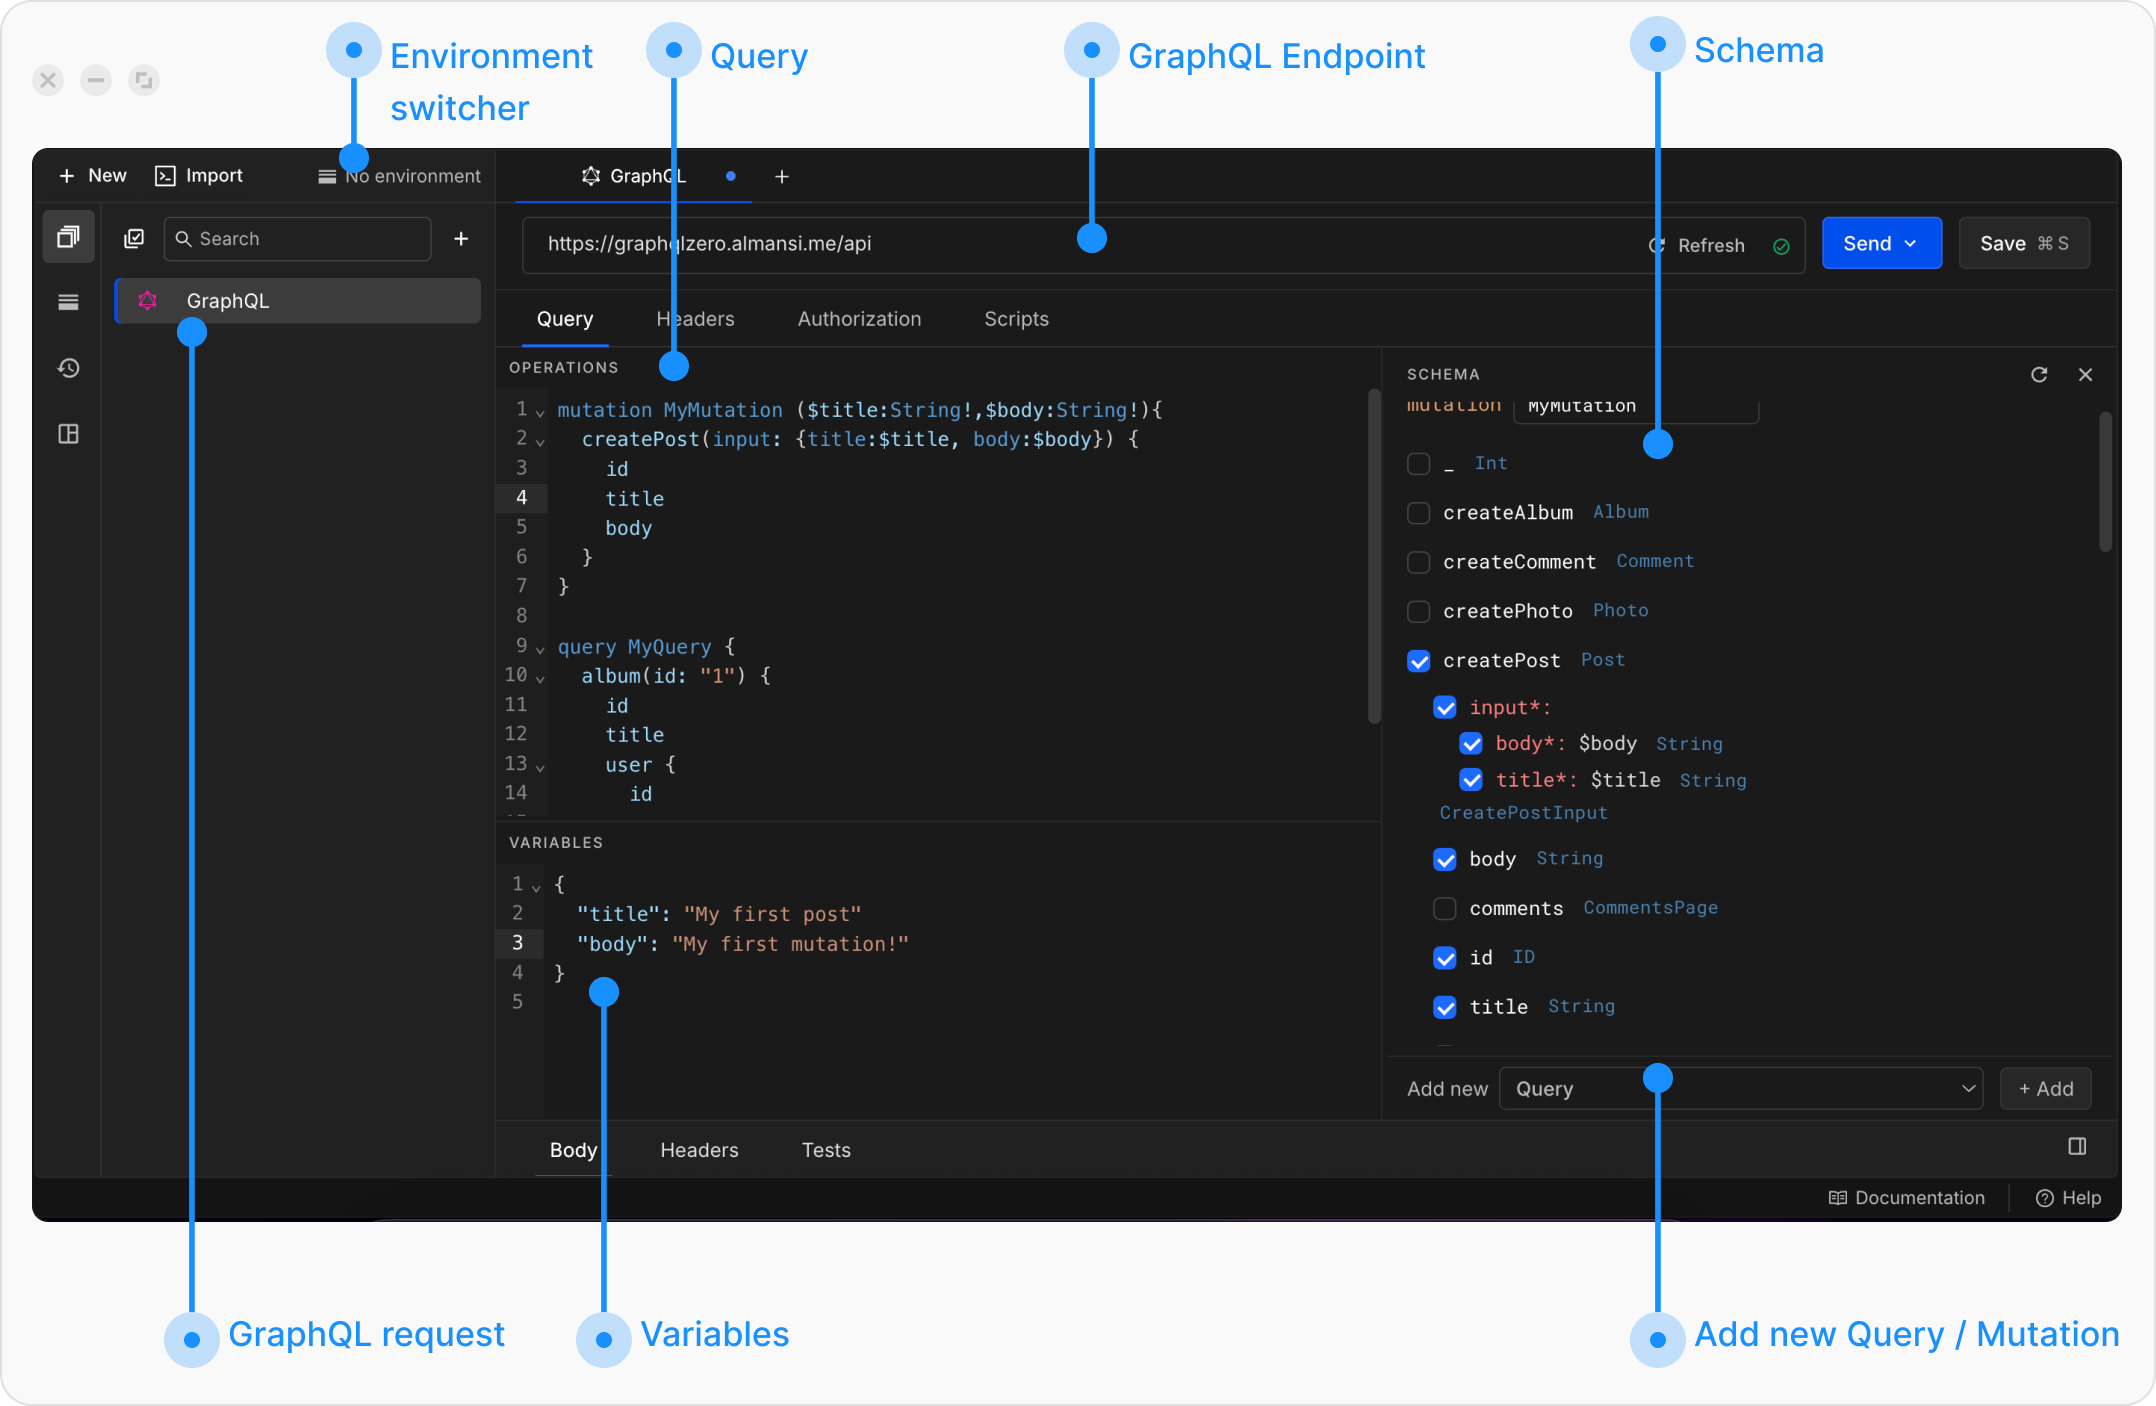 Environment
switcher
Query
GraphQL Endpoint
Schema
New
Import
No environment
GraphQL
Search
https://graphqlzero.almansi.me/api
Refresh
Send
Save ⌘ S
GraphQL
Query
Headers
Authorization
Scripts
OPERATIONS
1 mutation MyMutation ($title:String!,$body:String!){
2 createPost(input: {title:$title, body:$body}) {
3 id
4 title
5 body
6 }
7 }
8
9 query MyQuery {
10 album(id: "1") {
11 id
12 title
13 user {
14 id
VARIABLES
1 {
2 "title": "My first post"
3 "body": "My first mutation!"
4 }
5
SCHEMA
mutation MyMutation
_ Int
createAlbum Album
createComment Comment
createPhoto Photo
createPost Post
input*:
body*: $body String
title*: $title String
CreatePostInput
body String
comments CommentsPage
id ID
title String
Add new Query + Add
Body
Headers
Tests
Documentation
Help
GraphQL request
Variables
Add new Query / Mutation